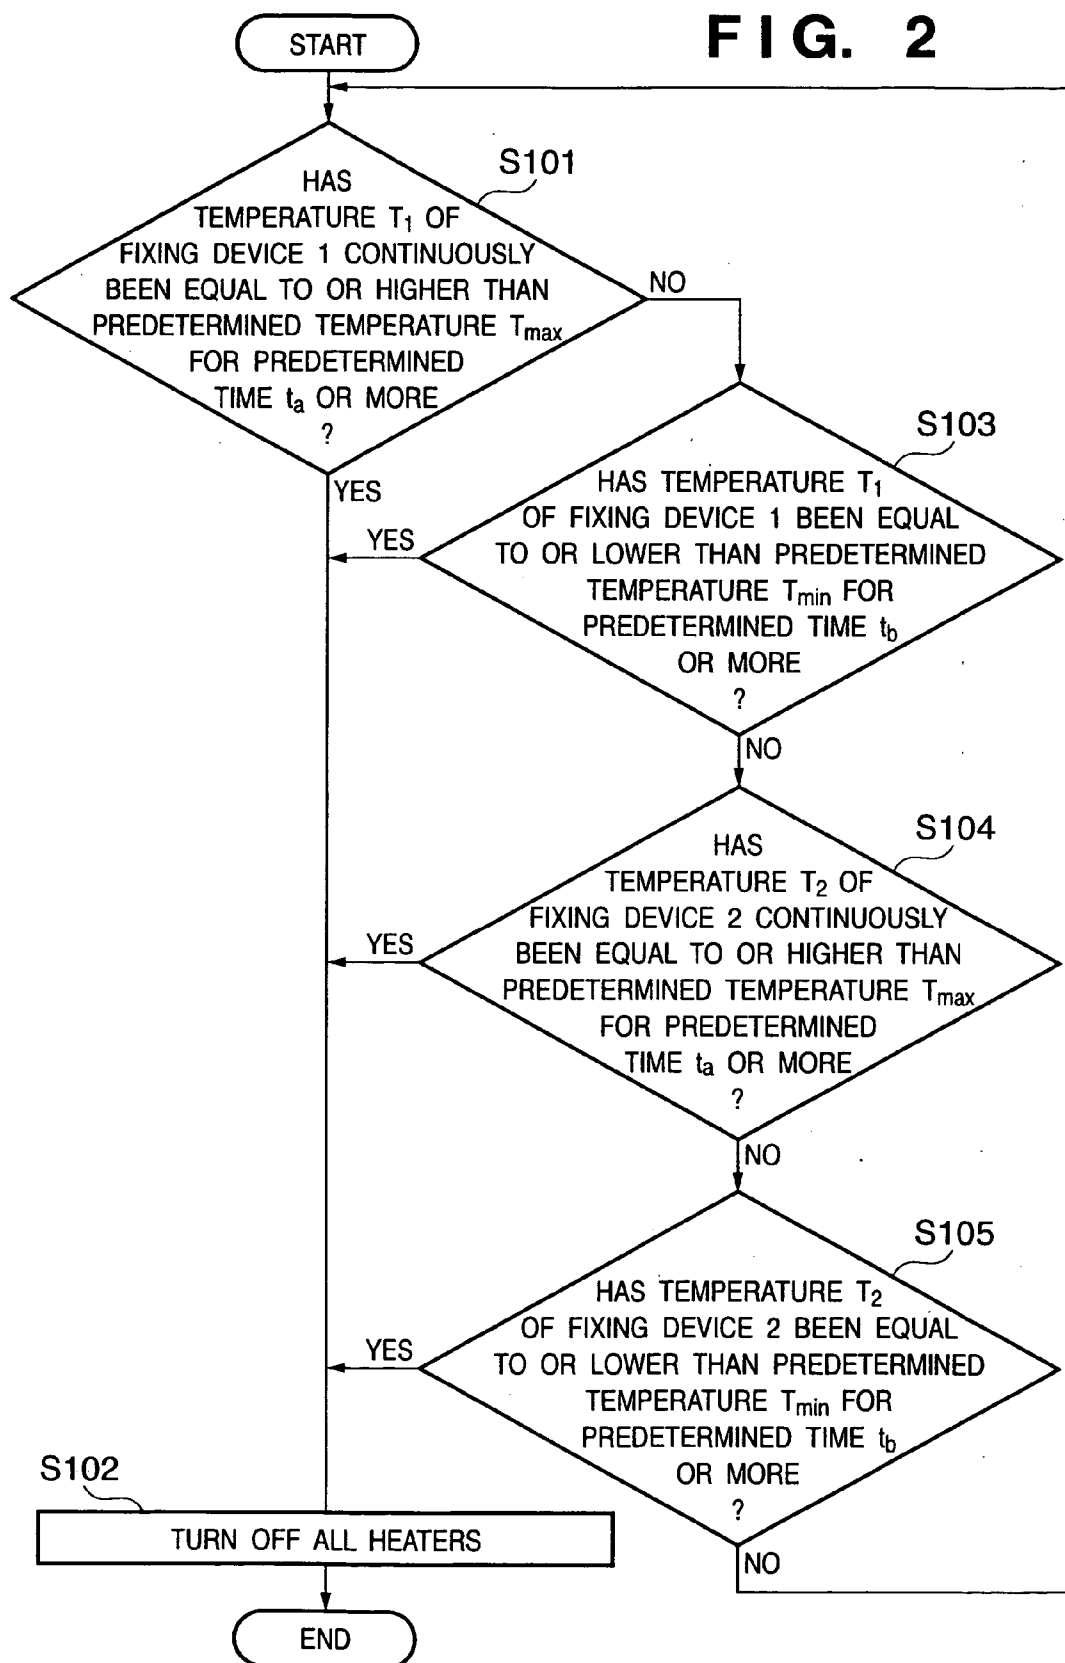 FIG. 2
START
S101
HAS
TEMPERATURE T1 OF
FIXING DEVICE 1 CONTINUOUSLY
BEEN EQUAL TO OR HIGHER THAN
PREDETERMINED TEMPERATURE Tmax
FOR PREDETERMINED
TIME ta OR MORE
?
NO
YES
S103
HAS TEMPERATURE T1
OF FIXING DEVICE 1 BEEN EQUAL
TO OR LOWER THAN PREDETERMINED
TEMPERATURE Tmin FOR
PREDETERMINED TIME tb
OR MORE
?
YES
NO
S104
HAS
TEMPERATURE T2 OF
FIXING DEVICE 2 CONTINUOUSLY
BEEN EQUAL TO OR HIGHER THAN
PREDETERMINED TEMPERATURE Tmax
FOR PREDETERMINED
TIME ta OR MORE
?
YES
NO
S105
HAS TEMPERATURE T2
OF FIXING DEVICE 2 BEEN EQUAL
TO OR LOWER THAN PREDETERMINED
TEMPERATURE Tmin FOR
PREDETERMINED TIME tb
OR MORE
?
YES
NO
S102
TURN OFF ALL HEATERS
END